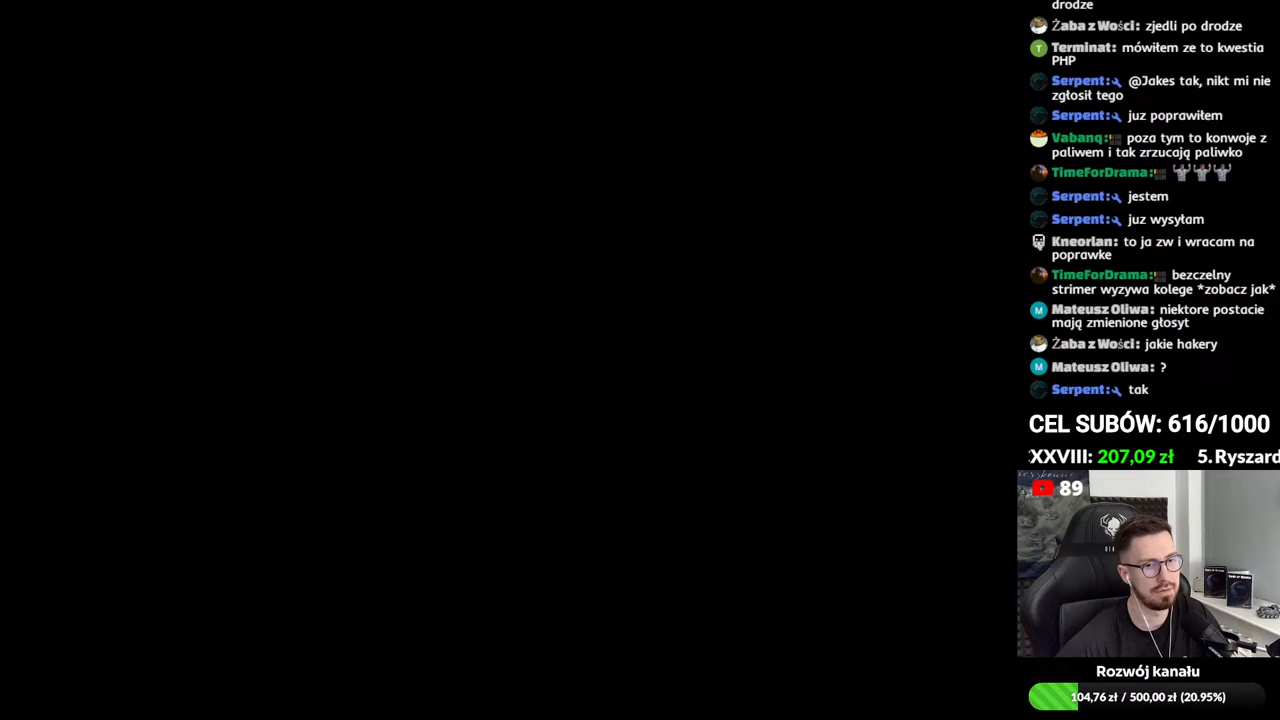 drodze
Żaba z Wości: zjedli po drodze
T Terminat: mówiłem ze to kwestia
PHP
Serpent: @Jakes tak, nikt mi nie
zgłosił tego
Serpent: juz poprawiłem
Vabanq: poza tym to konwoje z
paliwem i tak zrzucają paliwko
TimeForDrama:
Serpent: jestem
Serpent: juz wysyłam
Kneorian: to ja zw i wracam na
poprawke
TimeForDrama: bezczelny
strimer wyzywa kolege *zobacz jak*
M Mateusz Oliwa: niektore postacie
mają zmienione głosyt
Żaba z Wości: jakie hakery
M Mateusz Oliwa: ?
Serpent: tak
CEL SUBÓW: 616/1000
XXVIII: 207,09 zł 5. Ryszard
89
Rozwój kanału
104,76 zł / 500,00 zł (20.95%)